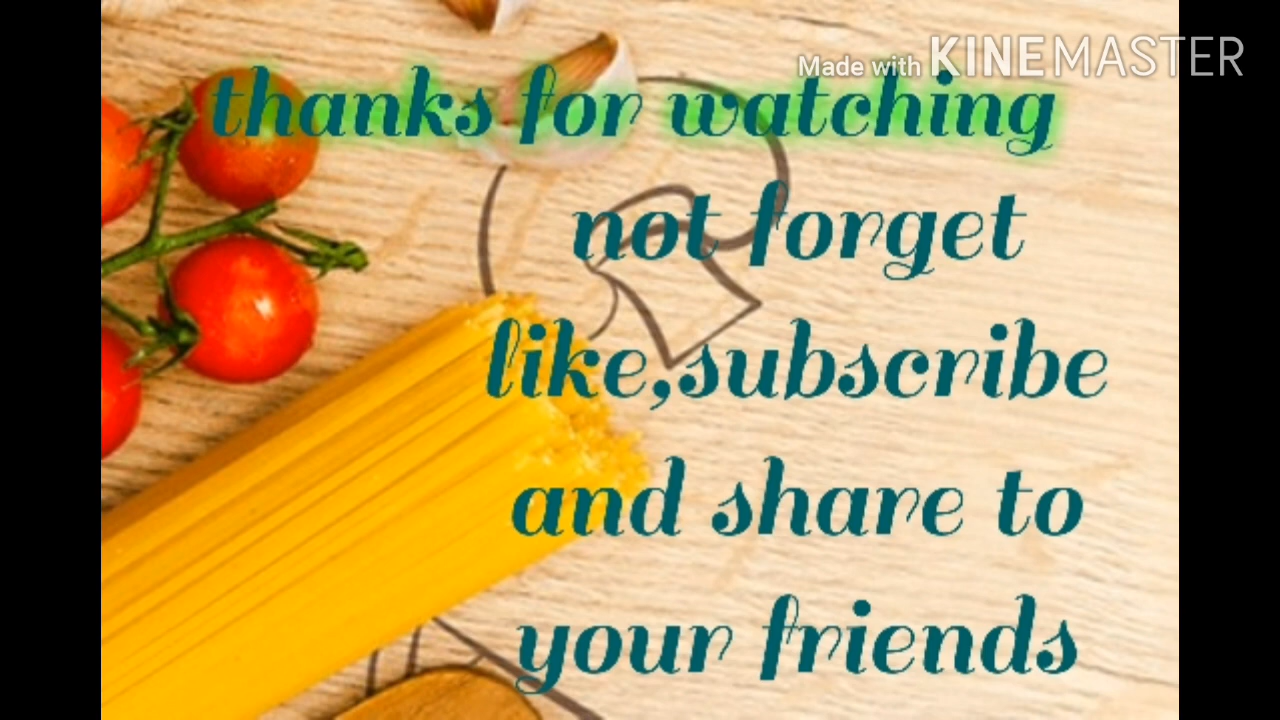 Made with KINEMASTER
thanks for watching
not forget
like,subscribe
and share to
your friends